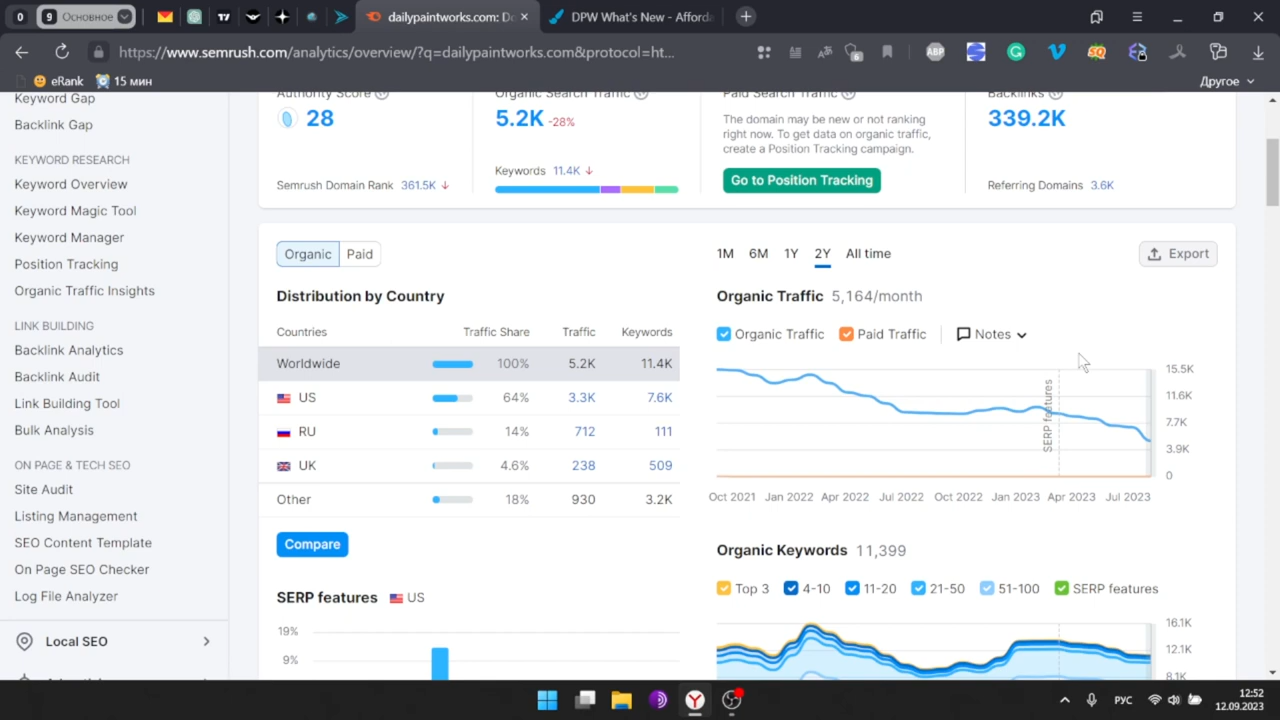 0 9 Основное dailypaintworks.com: Do DPW What's New - Afforda
https://www.semrush.com/analytics/overview/?q=dailypaintworks.com&protocol=ht...
6 ABP
eRank 15 мин Другое
Keyword Gap
Backlink Gap
KEYWORD RESEARCH
Keyword Overview
Keyword Magic Tool
Keyword Manager
Position Tracking
Organic Traffic Insights
LINK BUILDING
Backlink Analytics
Backlink Audit
Link Building Tool
Bulk Analysis
ON PAGE & TECH SEO
Site Audit
Listing Management
SEO Content Template
On Page SEO Checker
Log File Analyzer
Local SEO
Authority Score
28
Semrush Domain Rank 361.5K ↓
Organic Search Traffic
5.2K -28%
Keywords 11.4K ↓
Paid Search Traffic
The domain may be new or not ranking
right now. To get data on organic traffic,
create a Position Tracking campaign.
Go to Position Tracking
Backlinks
339.2K
Referring Domains 3.6K
Organic Paid
Distribution by Country
Countries Traffic Share Traffic Keywords
Worldwide 100% 5.2K 11.4K
US 64% 3.3K 7.6K
RU 14% 712 111
UK 4.6% 238 509
Other 18% 930 3.2K
Compare
SERP features US
19%
9%
1M 6M 1Y 2Y All time
Export
Organic Traffic 5,164/month
Organic Traffic Paid Traffic Notes
15.5K
11.6K
7.7K
3.9K
0
SERP features
Oct 2021 Jan 2022 Apr 2022 Jul 2022 Oct 2022 Jan 2023 Apr 2023 Jul 2023
Organic Keywords 11,399
Top 3 4-10 11-20 21-50 51-100 SERP features
16.1K
12.1K
8.1K
РУС
12:52
12.09.2023